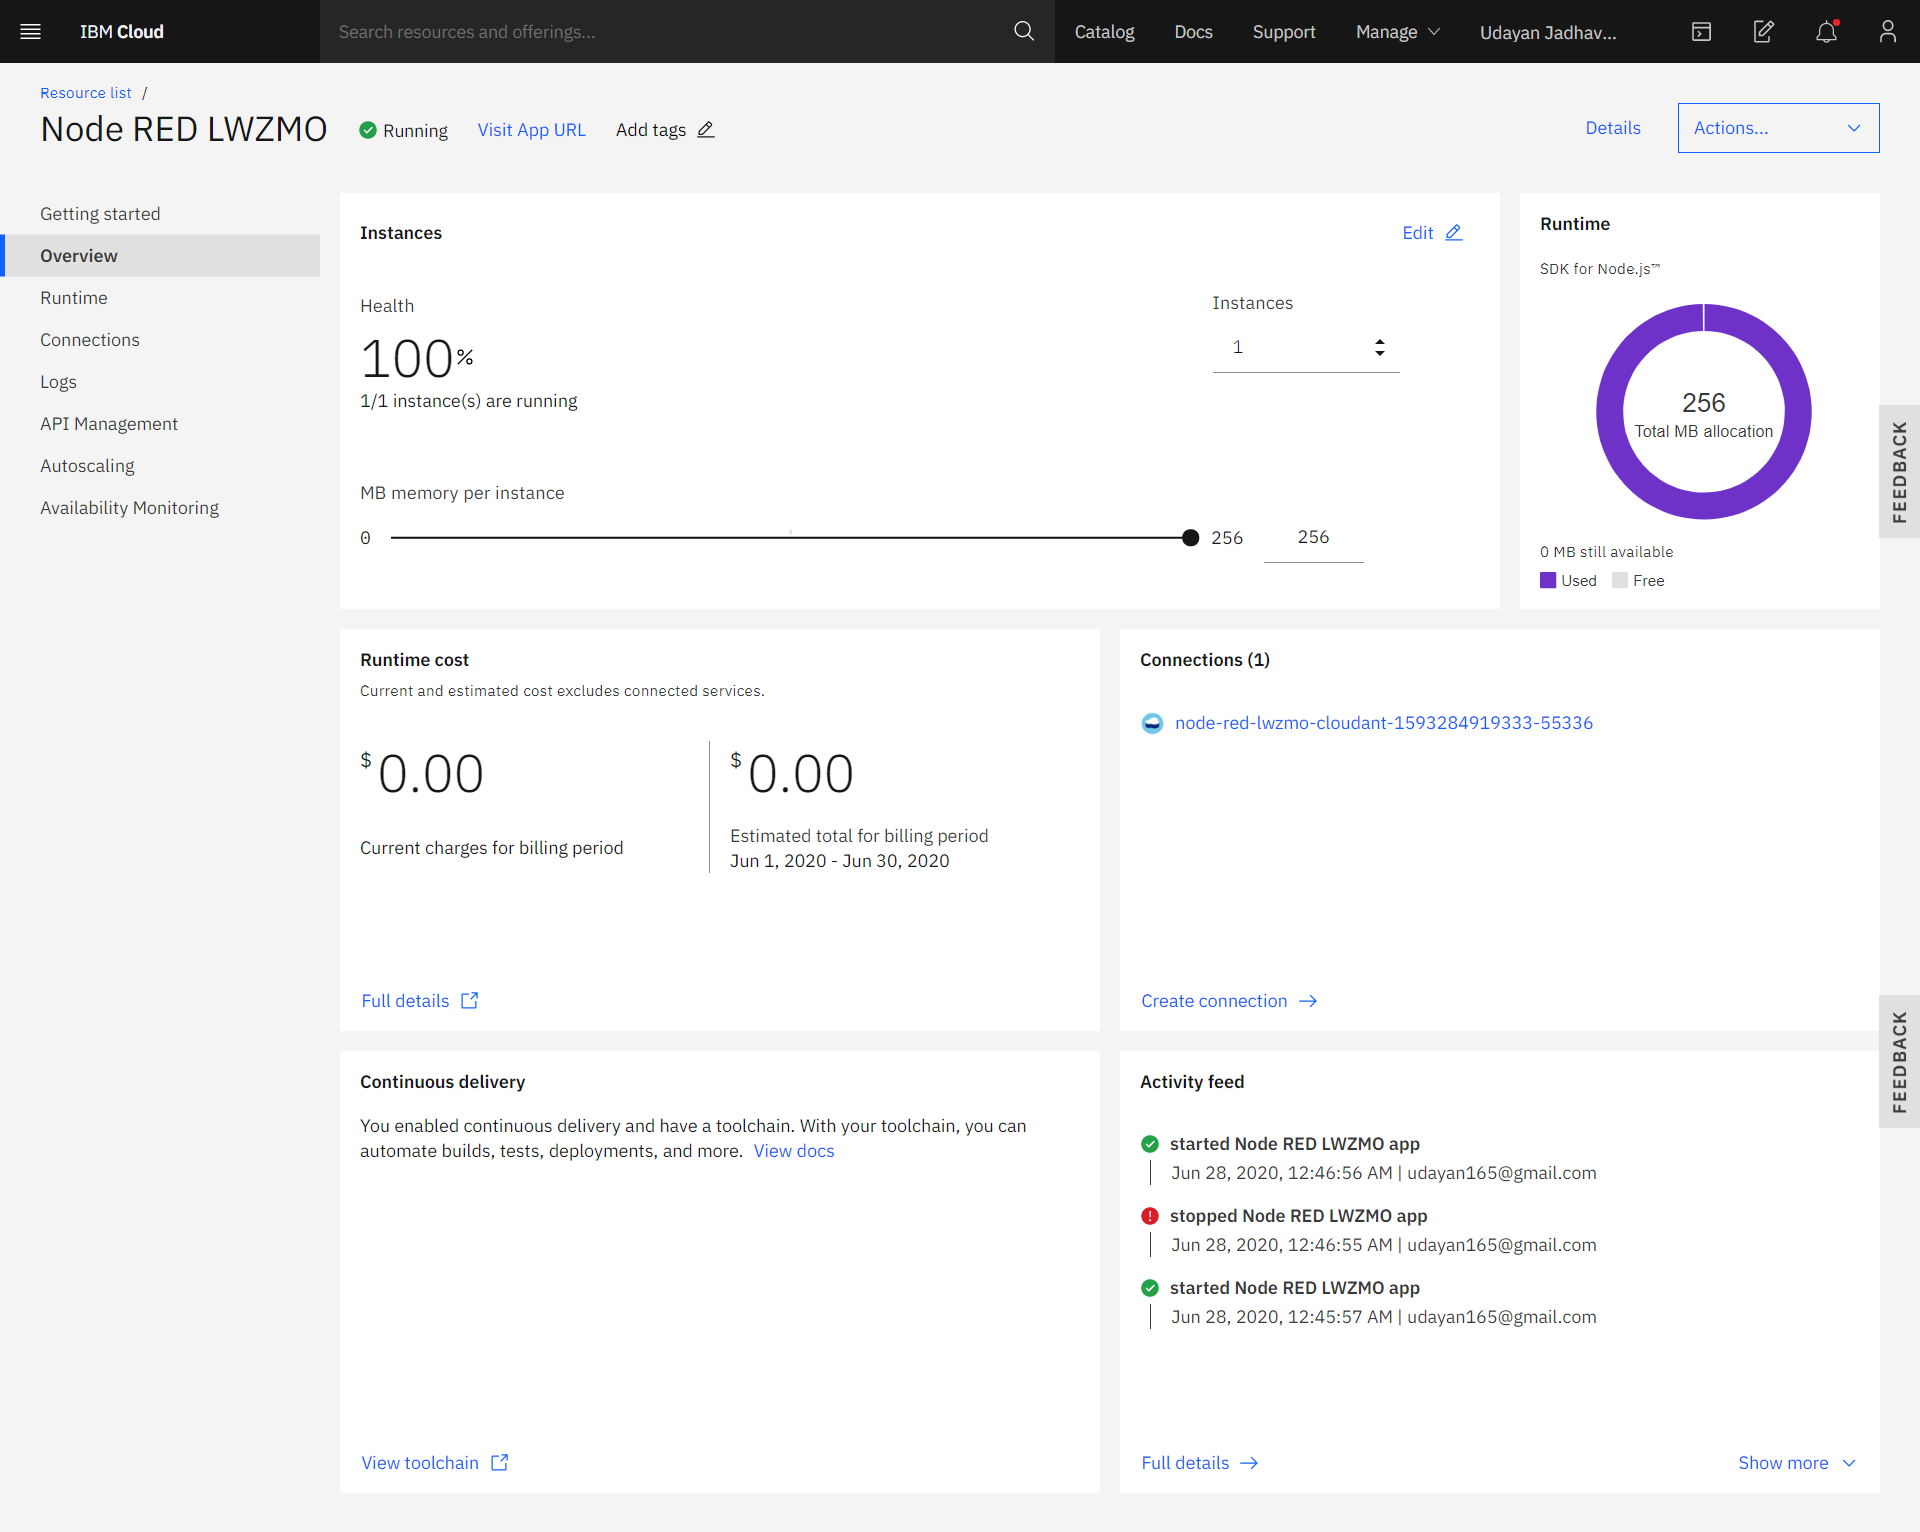 IBM Cloud
Search resources and offerings...
Catalog
Docs
Support
Manage
Udayan Jadhav...
Resource list /
Node RED LWZMO
Running
Visit App URL
Add tags
Details
Actions...
Getting started
Overview
Runtime
Connections
Logs
API Management
Autoscaling
Availability Monitoring
Instances
Edit
Health
100%
1/1 instance(s) are running
Instances
1
MB memory per instance
0
256
256
Runtime
SDK for Node.js™
256
Total MB allocation
0 MB still available
Used
Free
FEEDBACK
Runtime cost
Current and estimated cost excludes connected services.
$0.00
Current charges for billing period
$0.00
Estimated total for billing period
Jun 1, 2020 - Jun 30, 2020
Full details
Connections (1)
node-red-lwzmo-cloudant-1593284919333-55336
Create connection
FEEDBACK
Continuous delivery
You enabled continuous delivery and have a toolchain. With your toolchain, you can
automate builds, tests, deployments, and more. View docs
View toolchain
Activity feed
started Node RED LWZMO app
Jun 28, 2020, 12:46:56 AM | udayan165@gmail.com
stopped Node RED LWZMO app
Jun 28, 2020, 12:46:55 AM | udayan165@gmail.com
started Node RED LWZMO app
Jun 28, 2020, 12:45:57 AM | udayan165@gmail.com
Full details
Show more